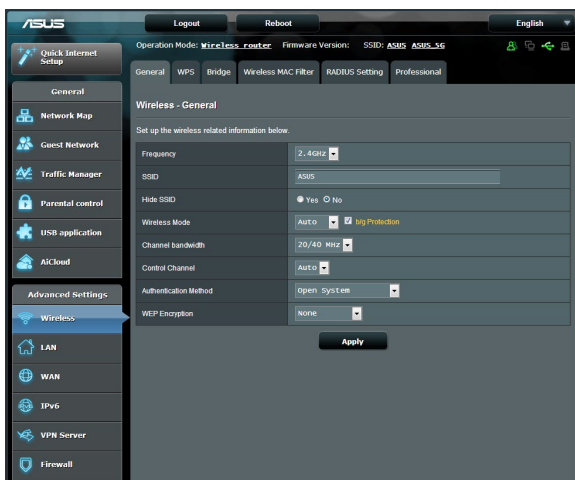 ASUS
Logout
Reboot
English
Quick Internet Setup
Operation Mode: Wireless router Firmware Version: SSID: ASUS ASUS_5G
General
WPS
Bridge
Wireless MAC Filter
RADIUS Setting
Professional
General
Network Map
Guest Network
Traffic Manager
Parental control
USB application
AiCloud
Advanced Settings
Wireless
LAN
WAN
IPv6
VPN Server
Firewall
Wireless - General
Set up the wireless related information below.
Frequency 2.4GHz
SSID ASUS
Hide SSID Yes No
Wireless Mode Auto b/g Protection
Channel bandwidth 20/40 MHz
Control Channel Auto
Authentication Method Open System
WEP Encryption None
Apply